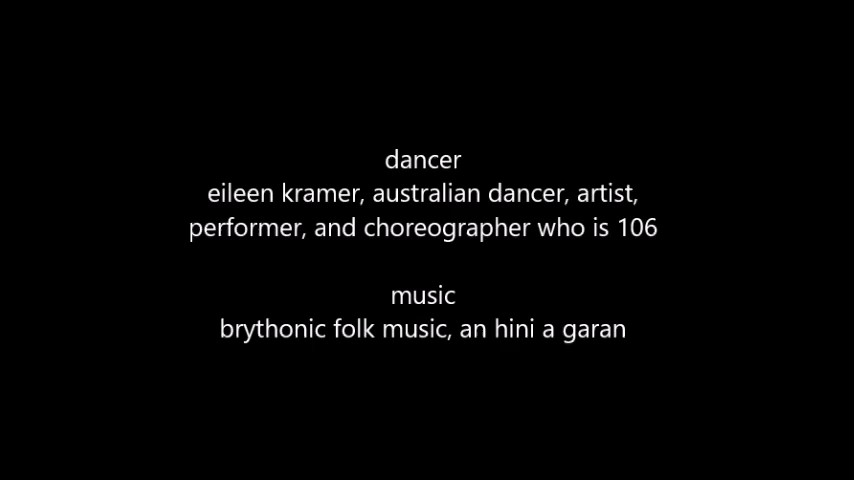 dancer
eileen kramer, australian dancer, artist,
performer, and choreographer who is 106
music
brythonic folk music, an hini a garan